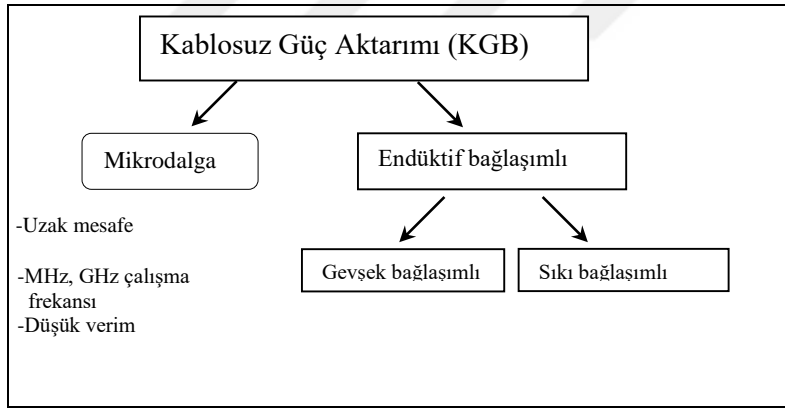 Kablosuz Güç Aktarımı (KGB)
Mikrodalga
Endüktif bağlaşımlı
-Uzak mesafe
-MHz, GHz çalışma
frekansı
-Düşük verim
Gevşek bağlaşımlı
Sıkı bağlaşımlı